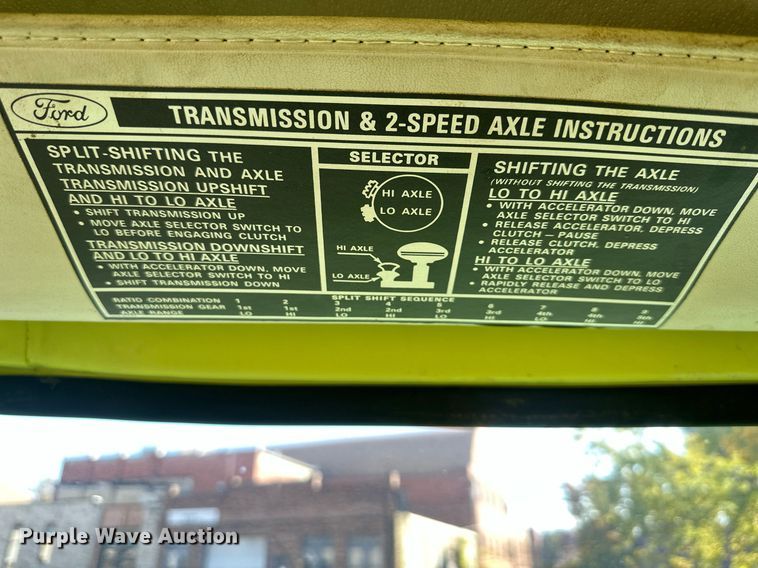 Ford
TRANSMISSION & 2-SPEED AXLE INSTRUCTIONS
SPLIT-SHIFTING THE
TRANSMISSION AND AXLE
TRANSMISSION UPSHIFT
AND HI TO LO AXLE
• SHIFT TRANSMISSION UP
• MOVE AXLE SELECTOR SWITCH TO
LO BEFORE ENGAGING CLUTCH
TRANSMISSION DOWNSHIFT
AND LO TO HI AXLE
• WITH ACCELERATOR DOWN, MOVE
AXLE SELECTOR SWITCH TO HI
• SHIFT TRANSMISSION DOWN
SELECTOR
HI AXLE
LO AXLE
HI AXLE
LO AXLE
SHIFTING THE AXLE
(WITHOUT SHIFTING THE TRANSMISSION)
LO TO HI AXLE
• WITH ACCELERATOR DOWN, MOVE
AXLE SELECTOR SWITCH TO HI
• RELEASE ACCELERATOR, DEPRESS
CLUTCH – PAUSE
• RELEASE CLUTCH, DEPRESS
ACCELERATOR
HI TO LO AXLE
• WITH ACCELERATOR DOWN, MOVE
AXLE SELECTOR SWITCH TO LO
• RAPIDLY RELEASE AND DEPRESS
ACCELERATOR
SPLIT SHIFT SEQUENCE
RATIO COMBINATION 1 2 3 4 5 6 7 8 9
TRANSMISSION GEAR 1st 1st 2nd 2nd 3rd 3rd 4th 4th 5th
AXLE RANGE LO HI LO HI LO HI LO HI HI
Purple Wave Auction